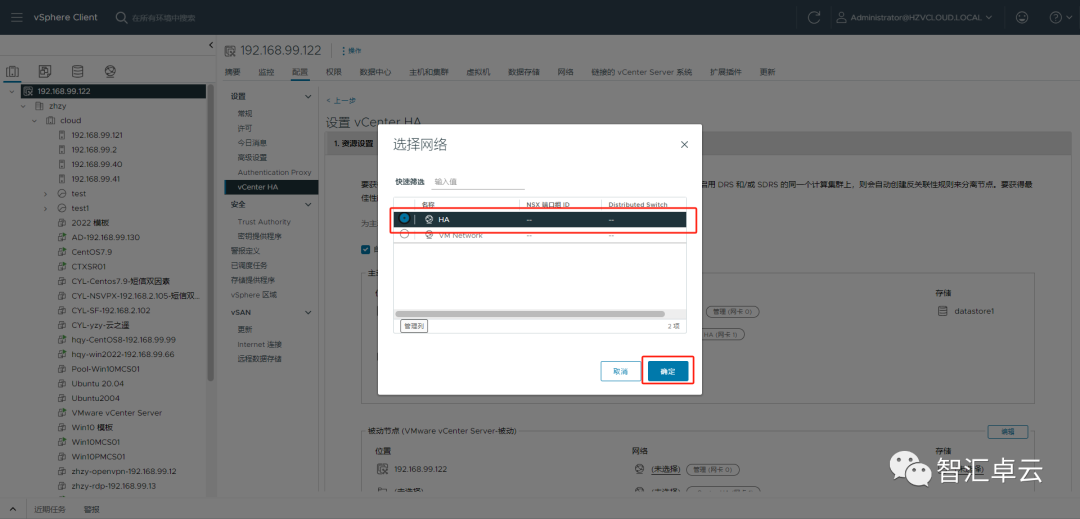 vSphere Client
在所有环境中搜索
Administrator@HZVCLOUD.LOCAL
192.168.99.122
操作
摘要 监控 配置 权限 数据中心 主机和集群 虚拟机 数据存储 网络 链接的 vCenter Server 系统 扩展插件 更新
192.168.99.122
zhzy
cloud
192.168.99.121
192.168.99.2
192.168.99.40
192.168.99.41
test
test1
2022 模板
AD-192.168.99.130
CentOS7.9
CTXSR01
CYL-Centos7.9-短信双因素
CYL-NSVPX-192.168.2.105-短信双...
CYL-SF-192.168.2.102
CYL-yzy-云之遥
hqy-CentOS8-192.168.99.99
hqy-win2022-192.168.99.66
Pool-Win10MCS01
Ubuntu 20.04
Ubuntu2004
VMware vCenter Server
Win10 模板
Win10MCS01
Win10PMCS01
zhzy-openvpn-192.168.99.12
zhzy-rdp-192.168.99.13
设置
常规
许可
今日消息
高级设置
Authentication Proxy
vCenter HA
安全
Trust Authority
密钥提供程序
警报定义
已调度任务
存储提供程序
vSphere 区域
vSAN
更新
Internet 连接
远程数据存储
< 上一步
设置 vCenter HA
1. 资源设置
要获
启用 DRS 和/或 SDRS 的同一个计算集群上，则会自动创建反关联性规则来分离节点。要获得最
佳性
为主
选择网络
快速筛选 输入值
名称 NSX 端口组 ID Distributed Switch
HA -- --
VM Network -- --
管理列
2 项
取消
确定
存储
管理 (网卡 0)
datastore1
HA (网卡 1)
被动节点 (VMware vCenter Server-被动)
编辑
位置 网络 存储
192.168.99.122
(未选择) 管理 (网卡 0)
智汇卓云
近期任务 警报